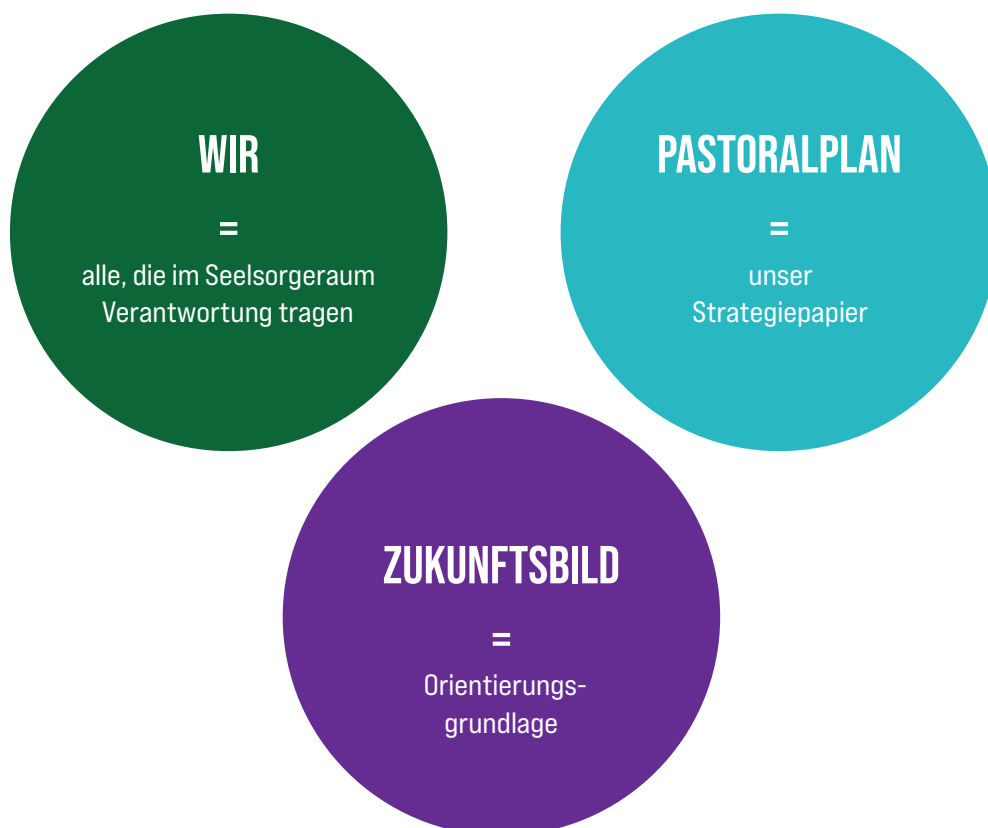 WIR
=
alle, die im Seelsorgeraum
Verantwortung tragen
PASTORALPLAN
=
unser
Strategiepapier
ZUKUNFTSBILD
=
Orientierungs-
grundlage